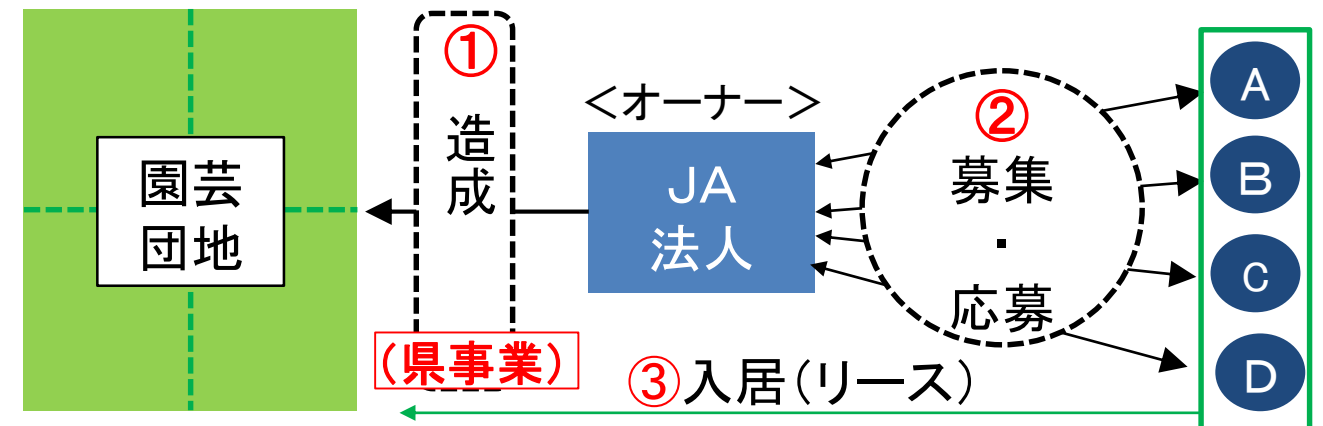 園芸
団地
①
造
成
(県事業)
＜オーナー＞
JA
法人
②
募集
・
応募
③入居(リース)
A
B
C
D